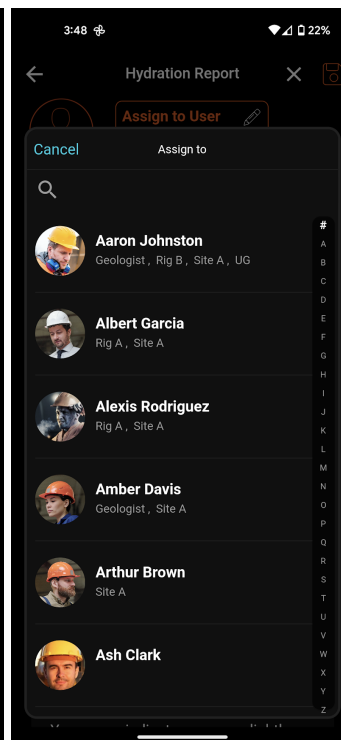 3:48 22%
Hydration Report
Assign to User
Cancel Assign to
Aaron Johnston
Geologist , Rig B , Site A , UG
Albert Garcia
Rig A , Site A
Alexis Rodriguez
Rig A , Site A
Amber Davis
Geologist , Site A
Arthur Brown
Site A
Ash Clark
#
A
B
C
D
E
F
G
H
I
J
K
L
M
N
O
P
Q
R
S
T
U
V
W
X
Y
Z